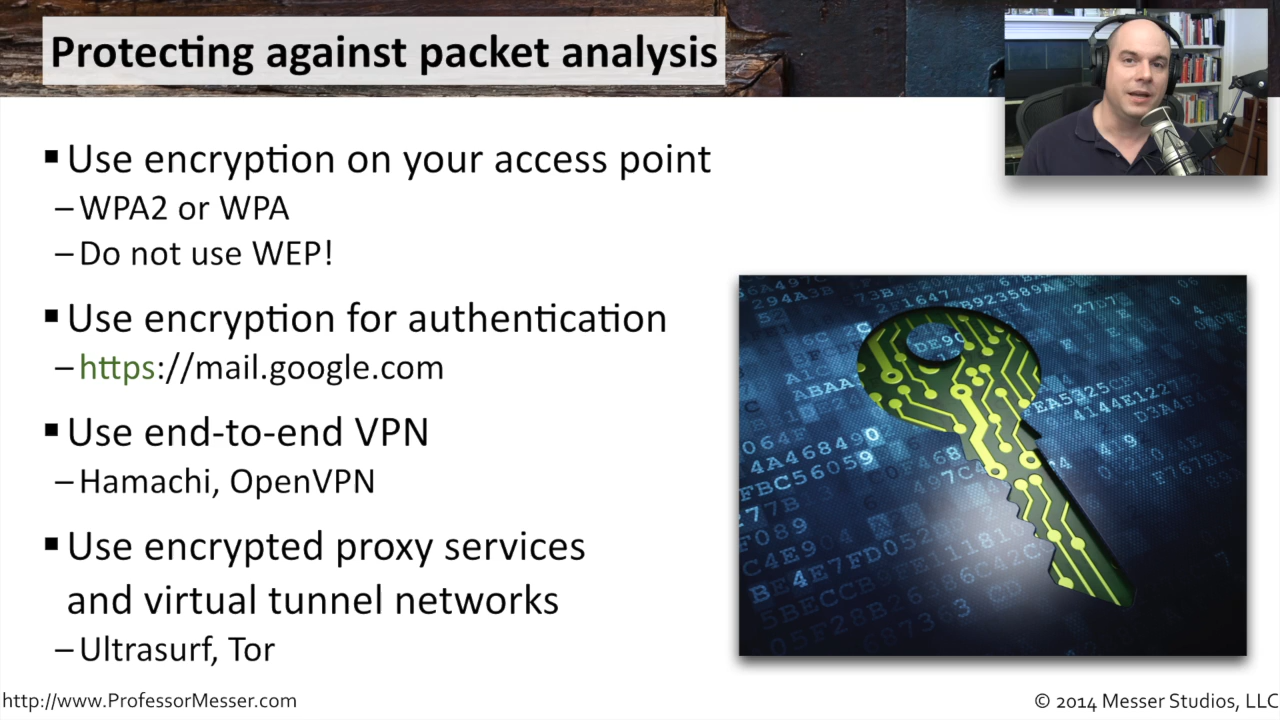 Protecting against packet analysis
▪ Use encryption on your access point
– WPA2 or WPA
– Do not use WEP!
▪ Use encryption for authentication
– https://mail.google.com
▪ Use end-to-end VPN
– Hamachi, OpenVPN
▪ Use encrypted proxy services
and virtual tunnel networks
– Ultrasurf, Tor
http://www.ProfessorMesser.com
© 2014 Messer Studios, LLC